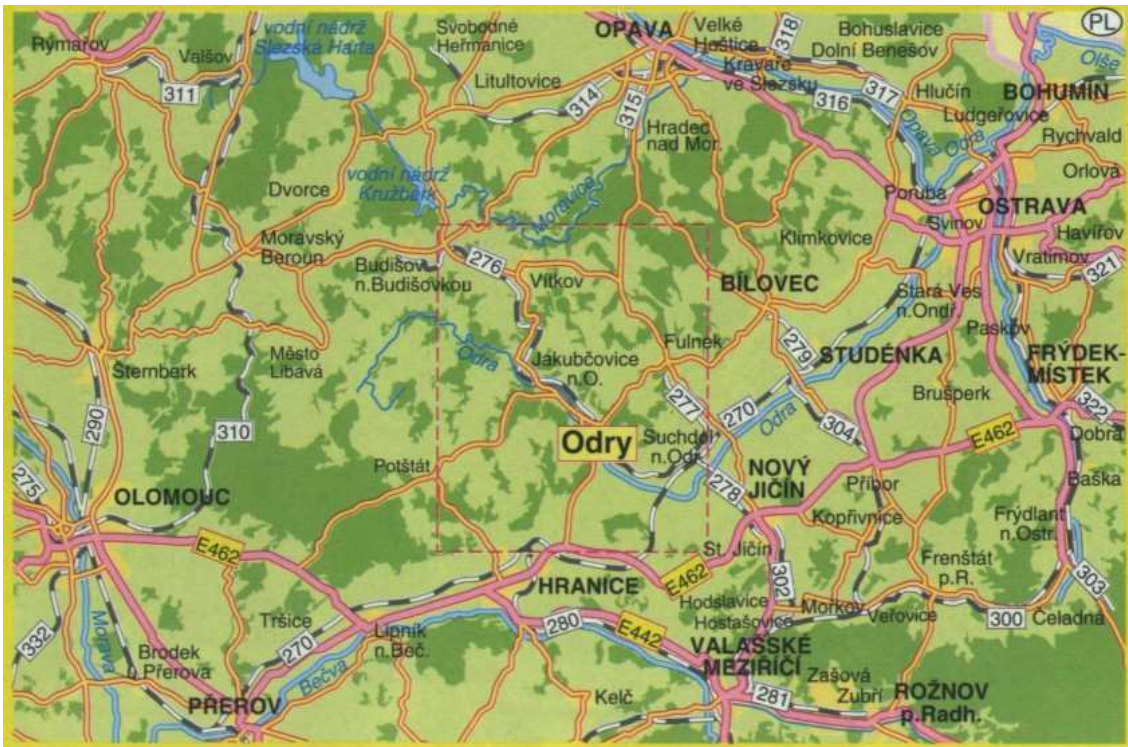 PL
Rýmařov
Valšov
vodní nádrž
Slezská Harta
Svobodné
Heřmanice
OPAVA
Velké
Hoštice
318
Bohuslavice
Dolní Benešov
Olše
311
Litultovice
314
315
Kravaře
ve Slezsku
316
317
Hlučín
BOHUMÍN
Ludgeřovice
Rychvald
Hradec
nad Mor.
Opava
Odra
Orlová
Dvorce
vodní nádrž
Kružberk
Moravice
Poruba
OSTRAVA
Svinov
Havířov
Moravský
Beroun
Klimkovice
Vratimov
321
Budišov
n.Budišovkou
276
Vítkov
BÍLOVEC
Stará Ves
n.Ondř.
Paskov
Odra
Fulnek
279
STUDÉNKA
FRÝDEK-
MÍSTEK
Šternberk
Město
Libavá
Jakubčovice
n.O.
Brušperk
290
310
277
270
Odra
304
E462
322
Dobrá
Odry
Suchdol
n.Odr.
275
OLOMOUC
Potštát
278
NOVÝ
JIČÍN
Příbor
Baška
Kopřivnice
Frýdlant
n.Ostr.
E462
St. Jičín
E462
302
Frenštát
p.R.
303
HRANICE
Hodslavice
Hostašovice
Mořkov
Veřovice
300
Čeladná
Tršice
270
Lipník
n.Beč.
280
E442
332
Morava
Brodek
Přerova
Bečva
VALAŠSKÉ
MEZIŘÍČÍ
Zašová
Zubří
PŘEROV
Kelč
281
ROŽNOV
p.Radh.